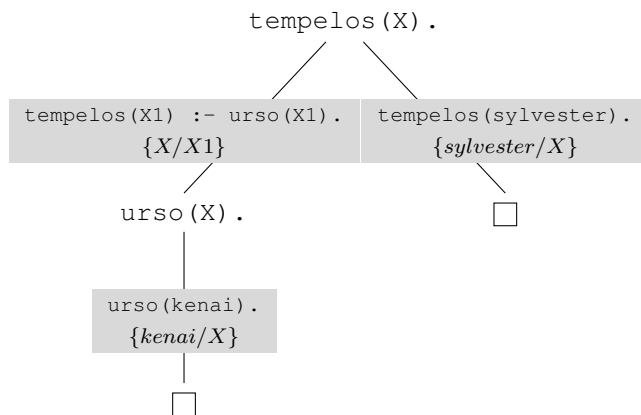 tempelos(X).
tempelos(X1) :- urso(X1).
{X/X1}
tempelos(sylvester).
{sylvester/X}
urso(X).
urso(kenai).
{kenai/X}